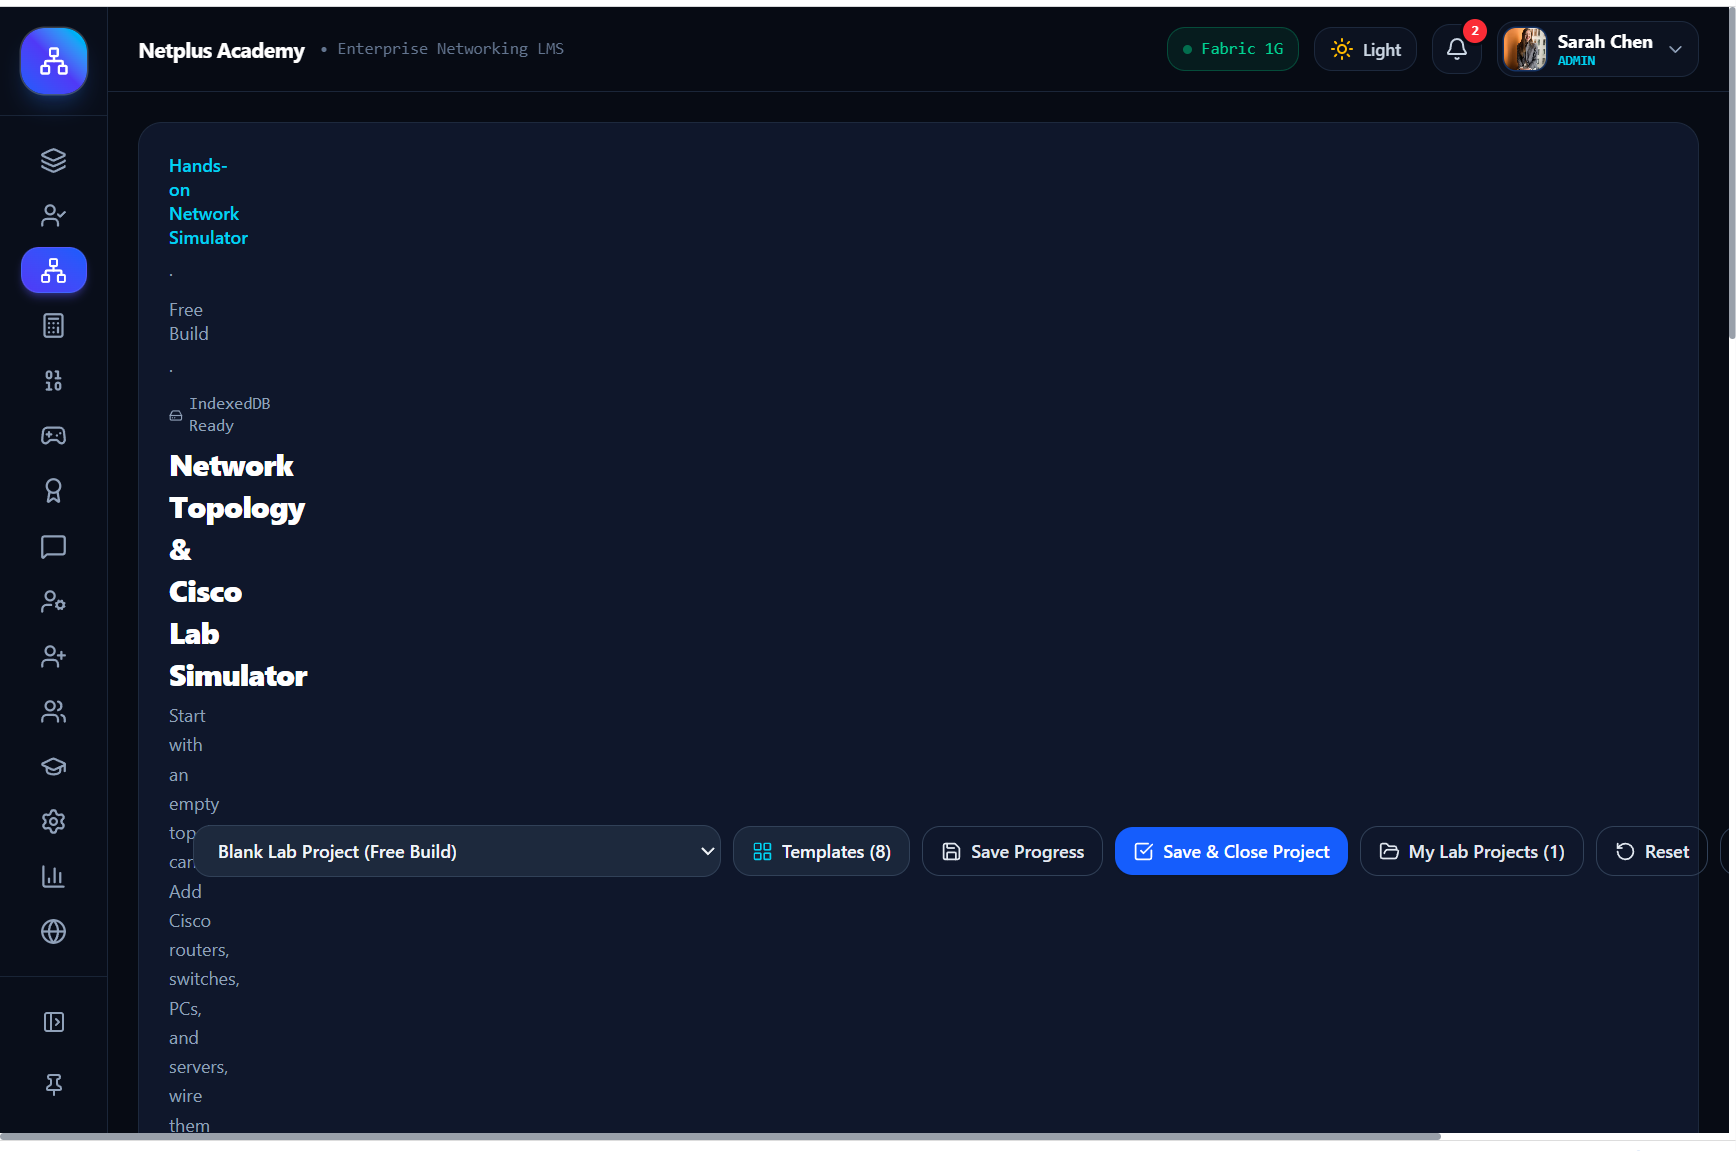 Netplus Academy • Enterprise Networking LMS
Fabric 1G
Light
2
Sarah Chen
ADMIN
Hands-
on
Network
Simulator
·
Free
Build
·
IndexedDB
Ready
Network
Topology
&
Cisco
Lab
Simulator
Start
with
an
empty
Blank Lab Project (Free Build)
Templates (8)
Save Progress
Save & Close Project
My Lab Projects (1)
Reset
Add
Cisco
routers,
switches,
PCs,
and
servers,
wire
them